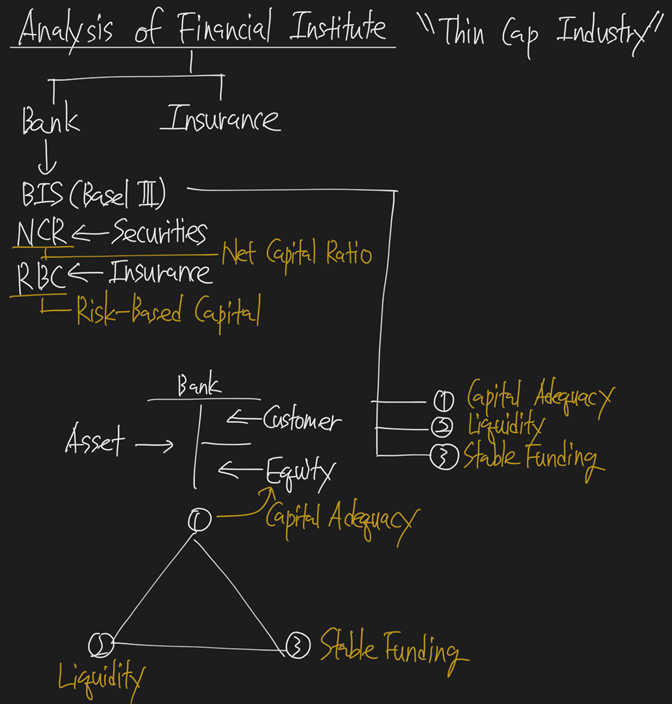 Analysis of Financial Institute "Thin Cap Industry"
Bank Insurance
BIS (Basel III)
NCR ← Securities
Net Capital Ratio
RBC ← Insurance
Risk-Based Capital
Bank
① Capital Adequacy
← Customer
② Liquidity
Asset →
③ Stable Funding
← Equity
① Capital Adequacy
② Liquidity
③ Stable Funding